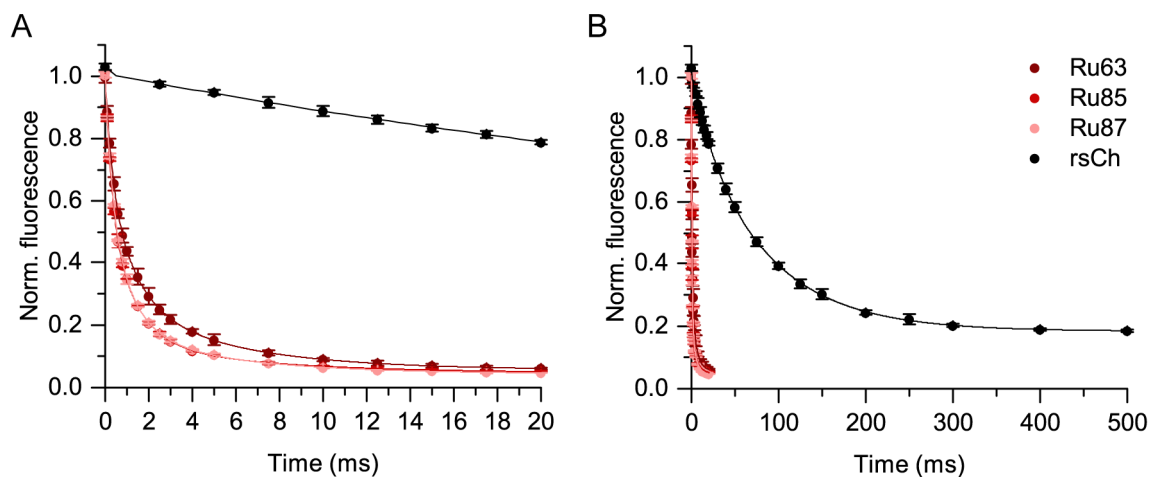 A
Norm. fluorescence
1.0
0.8
0.6
0.4
0.2
0.0
0 2 4 6 8 10 12 14 16 18 20
Time (ms)
B
Norm. fluorescence
1.0
0.8
0.6
0.4
0.2
0.0
0 100 200 300 400 500
Time (ms)
Ru63
Ru85
Ru87
rsCh